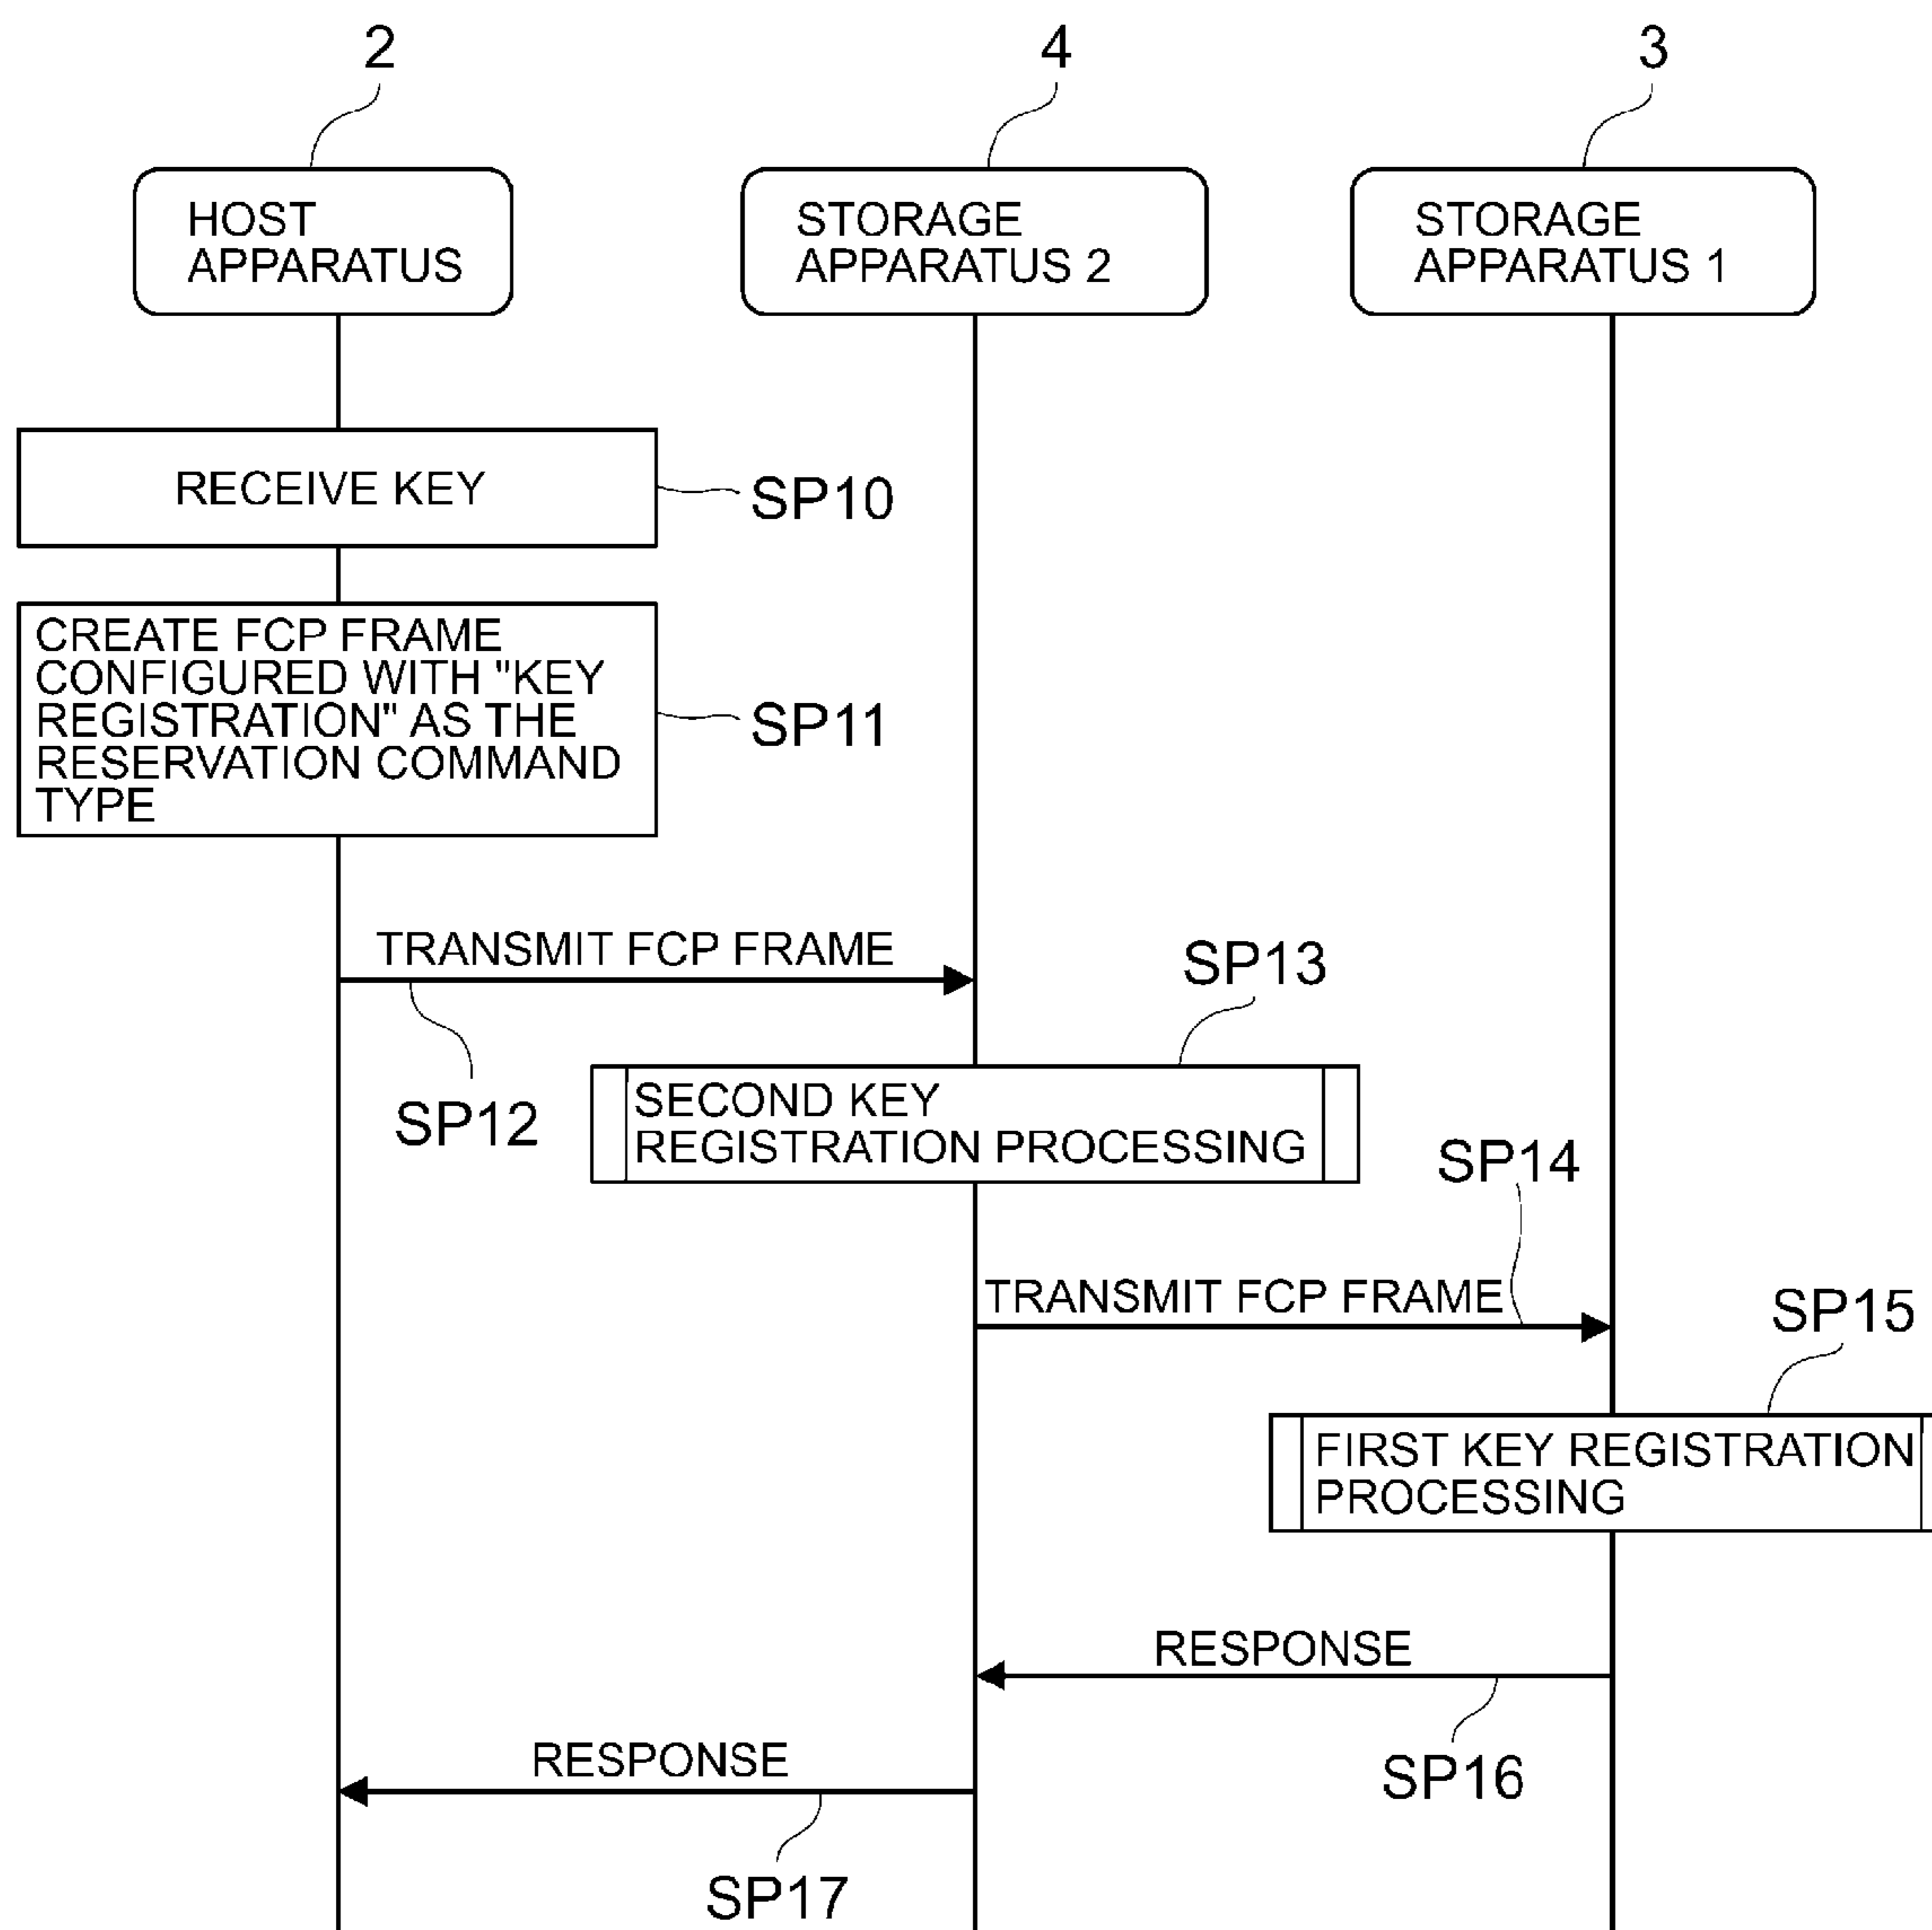 2
4
3
HOST
APPARATUS
STORAGE
APPARATUS 2
STORAGE
APPARATUS 1
RECEIVE KEY
SP10
CREATE FCP FRAME
CONFIGURED WITH "KEY
REGISTRATION" AS THE
RESERVATION COMMAND
TYPE
SP11
TRANSMIT FCP FRAME
SP12
SP13
SECOND KEY
REGISTRATION PROCESSING
SP14
TRANSMIT FCP FRAME
SP15
FIRST KEY REGISTRATION
PROCESSING
RESPONSE
SP16
RESPONSE
SP17